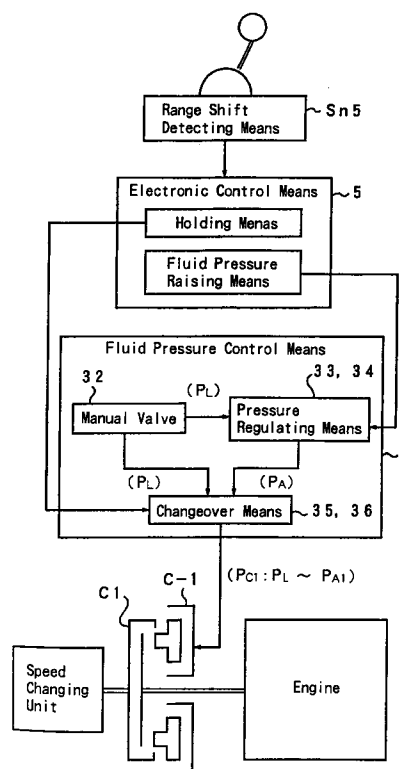 Range Shift
Detecting Means
Sn5
Electronic Control Means
5
Holding Menas
Fluid Pressure
Raising Means
Fluid Pressure Control Means
32
33, 34
(PL)
Manual Valve
Pressure
Regulating Means
(PL)
(PA)
Changeover Means
35, 36
(PC1:PL ~ PA1)
C-1
C1
Speed
Changing
Unit
Engine